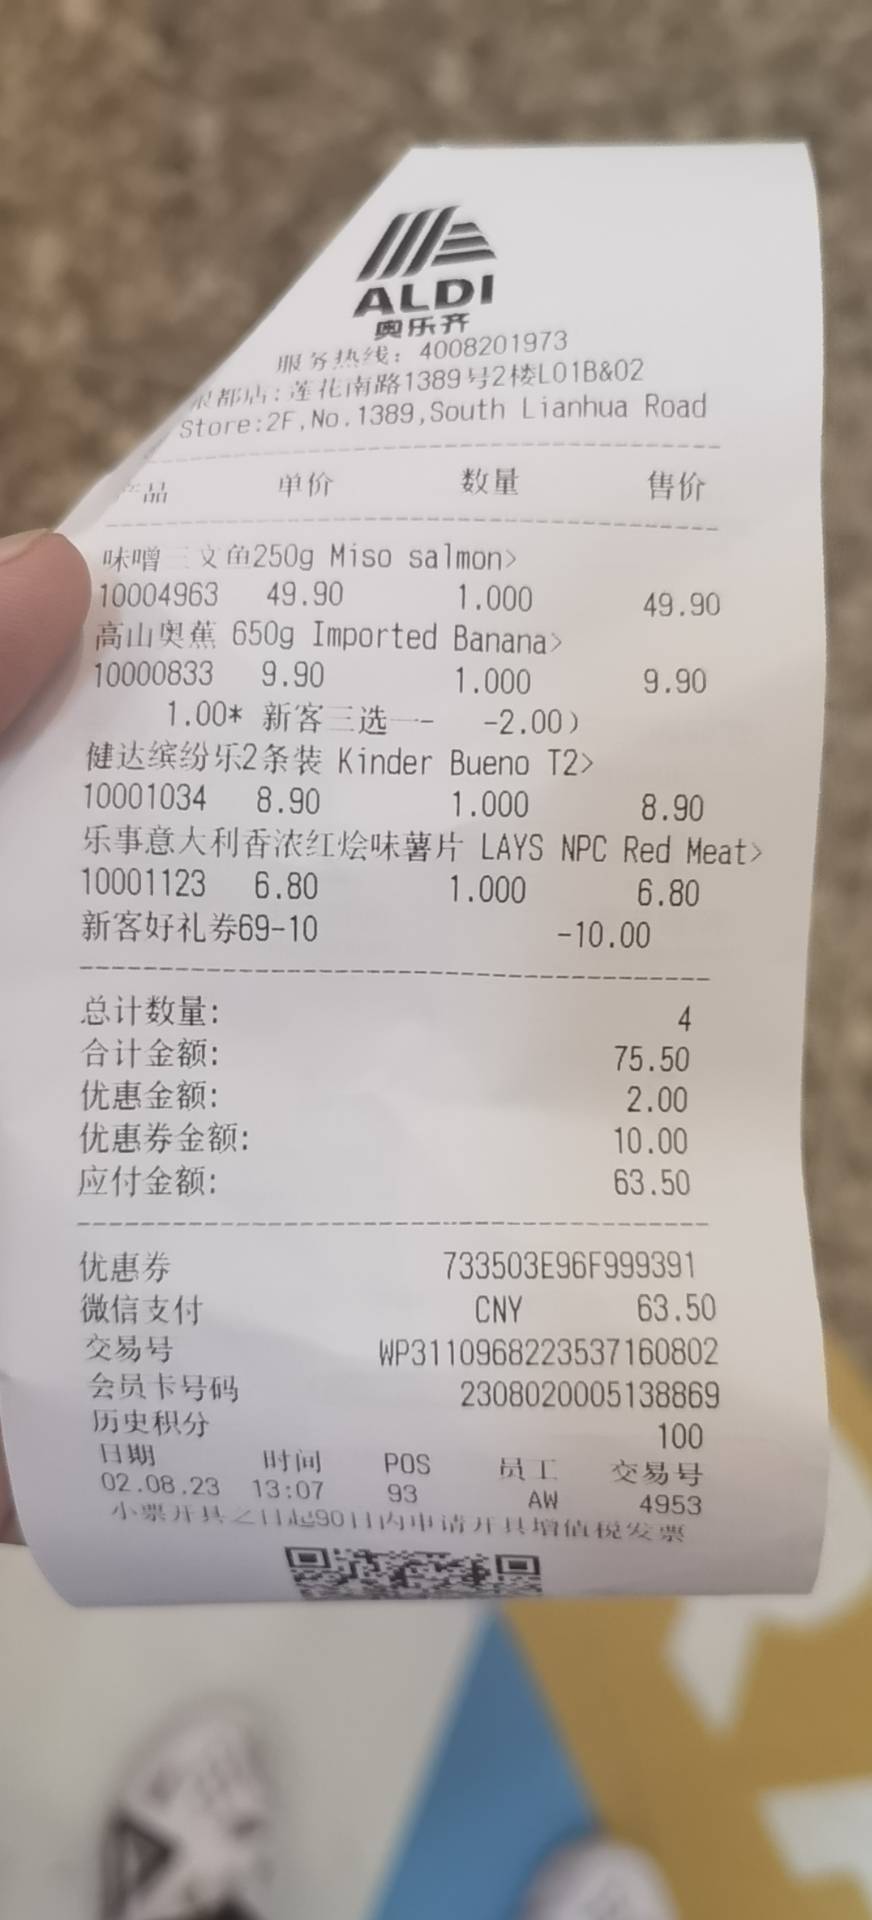 ALDI
奥乐齐
服务热线: 4008201973
都店:莲花南路1389号2楼L01B&02
Store:2F,No.1389,South Lianhua Road
产品 单价 数量 售价
味噌三文鱼250g Miso salmon>
10004963 49.90 1.000 49.90
高山奥蕉 650g Imported Banana>
10000833 9.90 1.000 9.90
1.00* 新客三选一- -2.00)
健达缤纷乐2条装 Kinder Bueno T2>
10001034 8.90 1.000 8.90
乐事意大利香浓红烩味薯片 LAYS NPC Red Meat>
10001123 6.80 1.000 6.80
新客好礼券69-10 -10.00
总计数量: 4
合计金额: 75.50
优惠金额: 2.00
优惠券金额: 10.00
应付金额: 63.50
优惠券 733503E96F999391
微信支付 CNY 63.50
交易号 WP3110968223537160802
会员卡号码 2308020005138869
历史积分 100
日期 时间 POS 员工 交易号
02.08.23 13:07 93 AW 4953
小票开具之日起90日内申请开具增值税发票